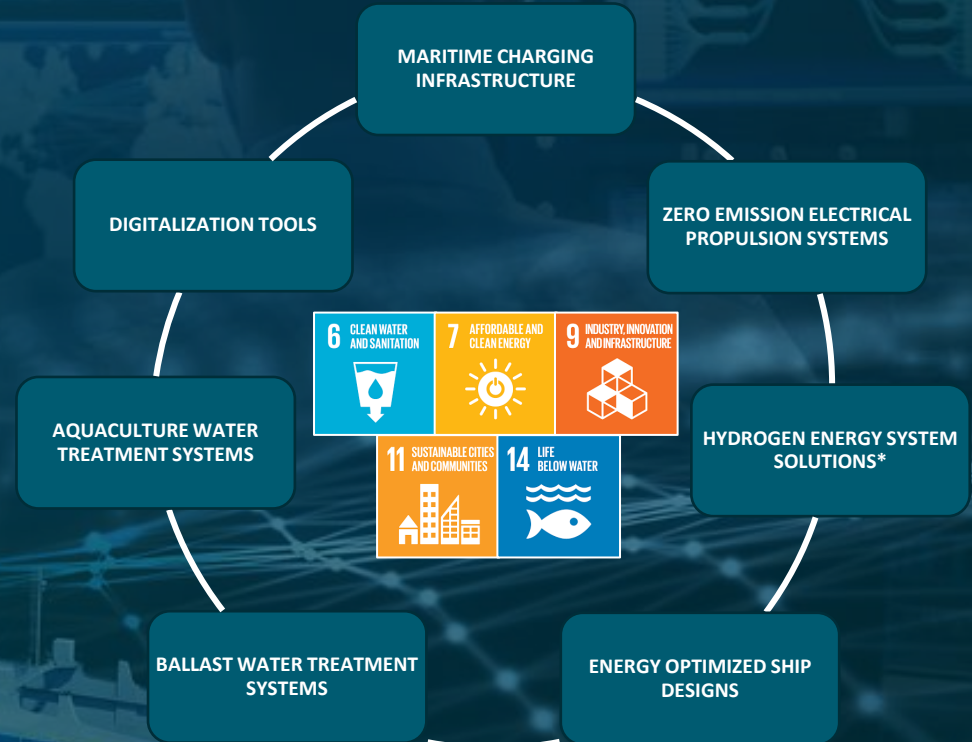 MARITIME CHARGING
INFRASTRUCTURE
DIGITALIZATION TOOLS
ZERO EMISSION ELECTRICAL
PROPULSION SYSTEMS
6 CLEAN WATER
AND SANITATION
7 AFFORDABLE AND
CLEAN ENERGY
9 INDUSTRY, INNOVATION
AND INFRASTRUCTURE
AQUACULTURE WATER
TREATMENT SYSTEMS
11 SUSTAINABLE CITIES
AND COMMUNITIES
14 LIFE
BELOW WATER
HYDROGEN ENERGY SYSTEM
SOLUTIONS*
BALLAST WATER TREATMENT
SYSTEMS
ENERGY OPTIMIZED SHIP
DESIGNS